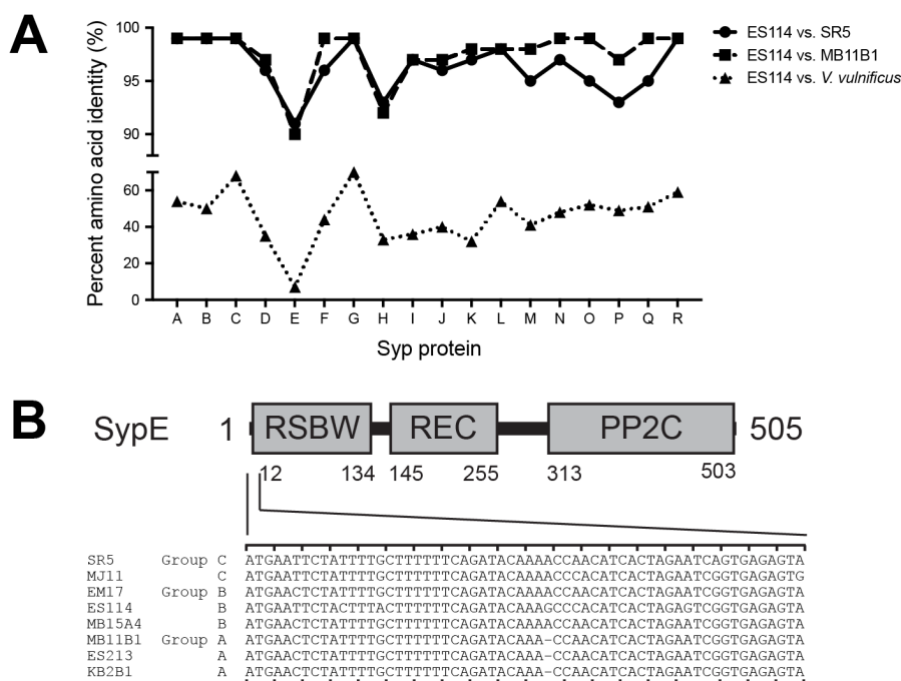 A
Percent amino acid identity (%)
100
95
90
60
40
20
0
A B C D E F G H I J K L M N O P Q R
Syp protein
ES114 vs. SR5
ES114 vs. MB11B1
ES114 vs. V. vulnificus
B
SypE 1 RSBW REC PP2C 505
12 134 145 255 313 503
SR5 Group C ATGAATTCTATTTTGCTTTTTTCAGATACAAAACCAACATCACTAGAATCAGTGAGAGTA
MJ11 C ATGAATTCTATTTTGCTTTTTTCAGATACAAAACCCACATCACTAGAATCGGTGAGAGTG
EM17 Group B ATGAACTCTATTTTGCTTTTTTCAGATACAAAACCAACATCACTAGAATCGGTGAGAGTA
ES114 B ATGAATTCTACTTTACTTTTTTCAGATACAAAGCCCACATCACTAGAGTCGGTGAGAGTA
MB15A4 B ATGAACTCTATTTTGCTTTTTTCAGATACAAAACCAACATCACTAGAATCGGTGAGAGTA
MB11B1 Group A ATGAACTCTATTTTGCTTTTTTCAGATACAAA-CCAACATCACTAGAATCGGTGAGAGTA
ES213 A ATGAACTCTATTTTGCTTTTTTCAGATACAAA-CCAACATCACTAGAATCGGTGAGAGTA
KB2B1 A ATGAACTCTATTTTGCTTTTTTCAGATACAAA-CCAACATCACTAGAATCGGTGAGAGTA